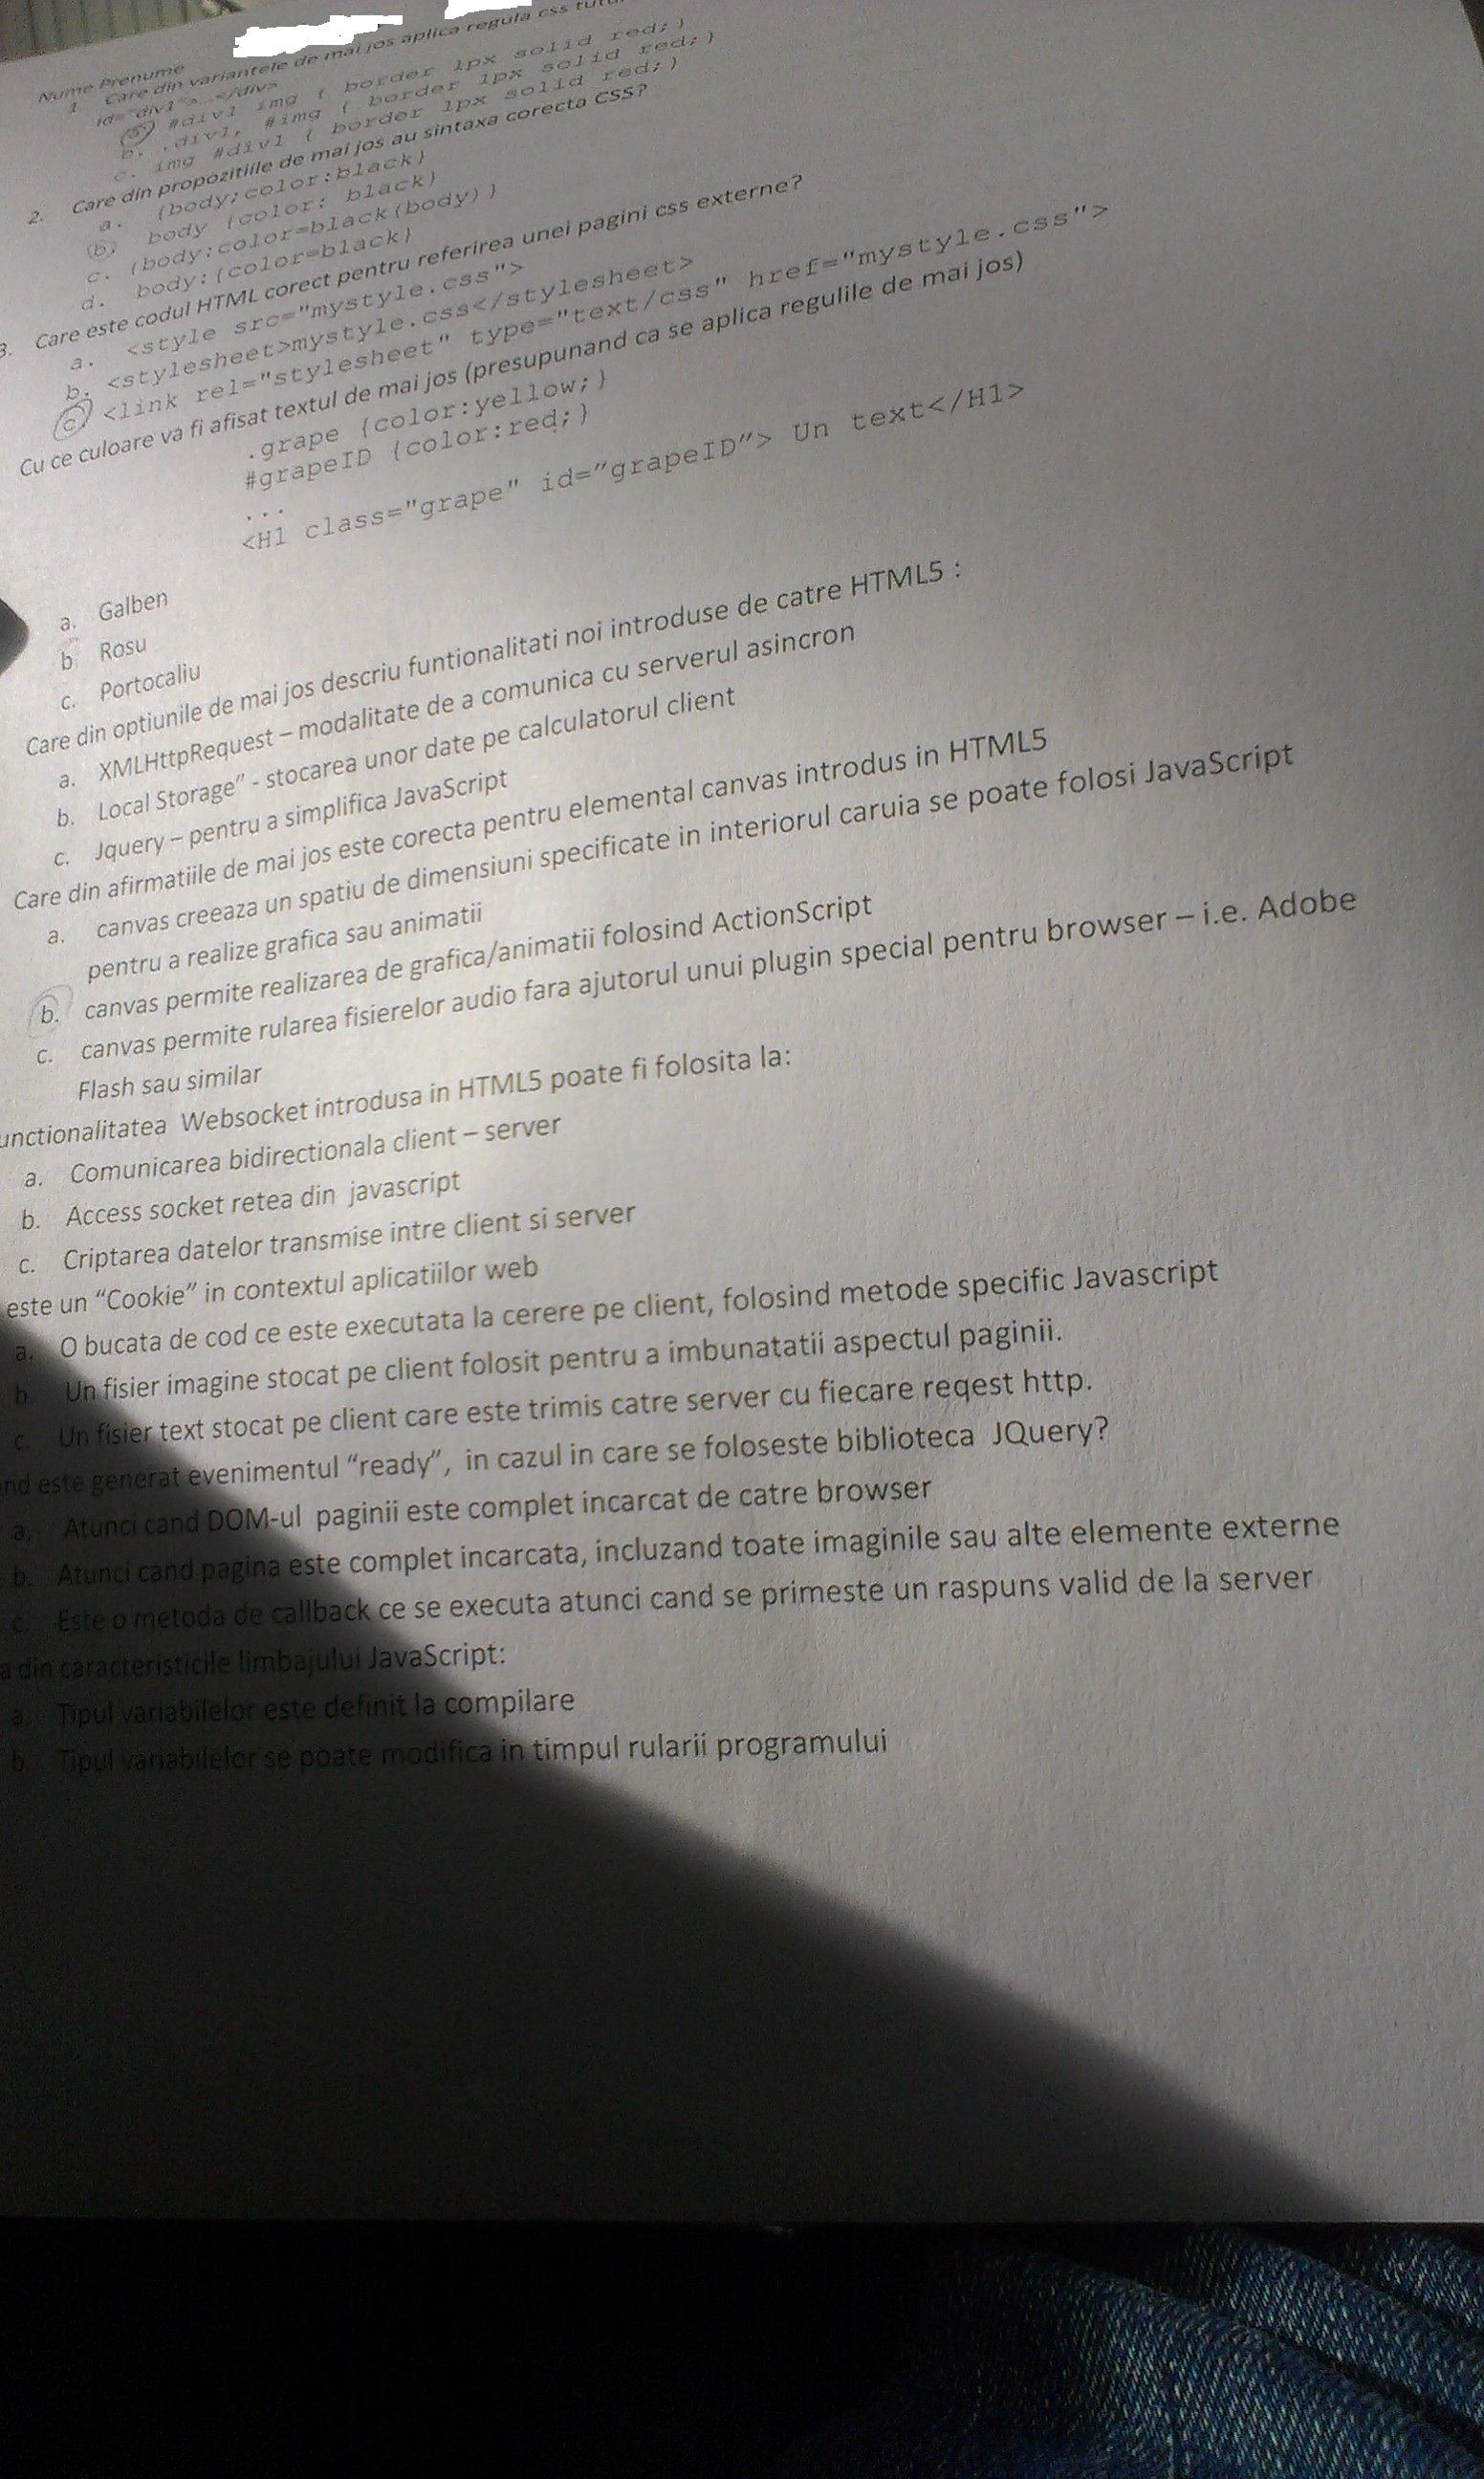 Nume Prenume
1. Care din variantele de mai jos aplica regula css
id="div1">...</div>
a. #div1 img { border 1px solid red; }
b. .div1, #img { border 1px solid red; }
c. img #div1 { border 1px solid red; }
2. Care din propozitiile de mai jos au sintaxa corecta CSS?
a. {body;color:black}
b. body {color: black}
c. {body:color=black(body)}
d. body:{color=black}
3. Care este codul HTML corect pentru referirea unei pagini css externe?
a. <style src="mystyle.css">
b. <stylesheet>mystyle.css</stylesheet>
c. <link rel="stylesheet" type="text/css" href="mystyle.css">
Cu ce culoare va fi afisat textul de mai jos (presupunand ca se aplica regulile de mai jos)
.grape {color:yellow;}
#grapeID {color:red;}
...
<H1 class="grape" id=”grapeID”> Un text</H1>
a. Galben
b Rosu
c. Portocaliu
Care din optiunile de mai jos descriu funtionalitati noi introduse de catre HTML5 :
a. XMLHttpRequest – modalitate de a comunica cu serverul asincron
b. Local Storage” - stocarea unor date pe calculatorul client
c. Jquery – pentru a simplifica JavaScript
Care din afirmatiile de mai jos este corecta pentru elemental canvas introdus in HTML5
a. canvas creeaza un spatiu de dimensiuni specificate in interiorul caruia se poate folosi JavaScript
pentru a realize grafica sau animatii
b. canvas permite realizarea de grafica/animatii folosind ActionScript
c. canvas permite rularea fisierelor audio fara ajutorul unui plugin special pentru browser – i.e. Adobe
Flash sau similar
unctionalitatea Websocket introdusa in HTML5 poate fi folosita la:
a. Comunicarea bidirectionala client – server
b. Access socket retea din javascript
c. Criptarea datelor transmise intre client si server
este un “Cookie” in contextul aplicatiilor web
a. O bucata de cod ce este executata la cerere pe client, folosind metode specific Javascript
b. Un fisier imagine stocat pe client folosit pentru a imbunatatii aspectul paginii.
c. Un fisier text stocat pe client care este trimis catre server cu fiecare reqest http.
nd este generat evenimentul “ready”, in cazul in care se foloseste biblioteca JQuery?
a. Atunci cand DOM-ul paginii este complet incarcat de catre browser
b. Atunci cand pagina este complet incarcata, incluzand toate imaginile sau alte elemente externe
c. Este o metoda de callback ce se executa atunci cand se primeste un raspuns valid de la server
a din caracteristicile limbajului JavaScript:
a. Tipul variabilelor este definit la compilare
b. Tipul variabilelor se poate modifica in timpul rularii programului